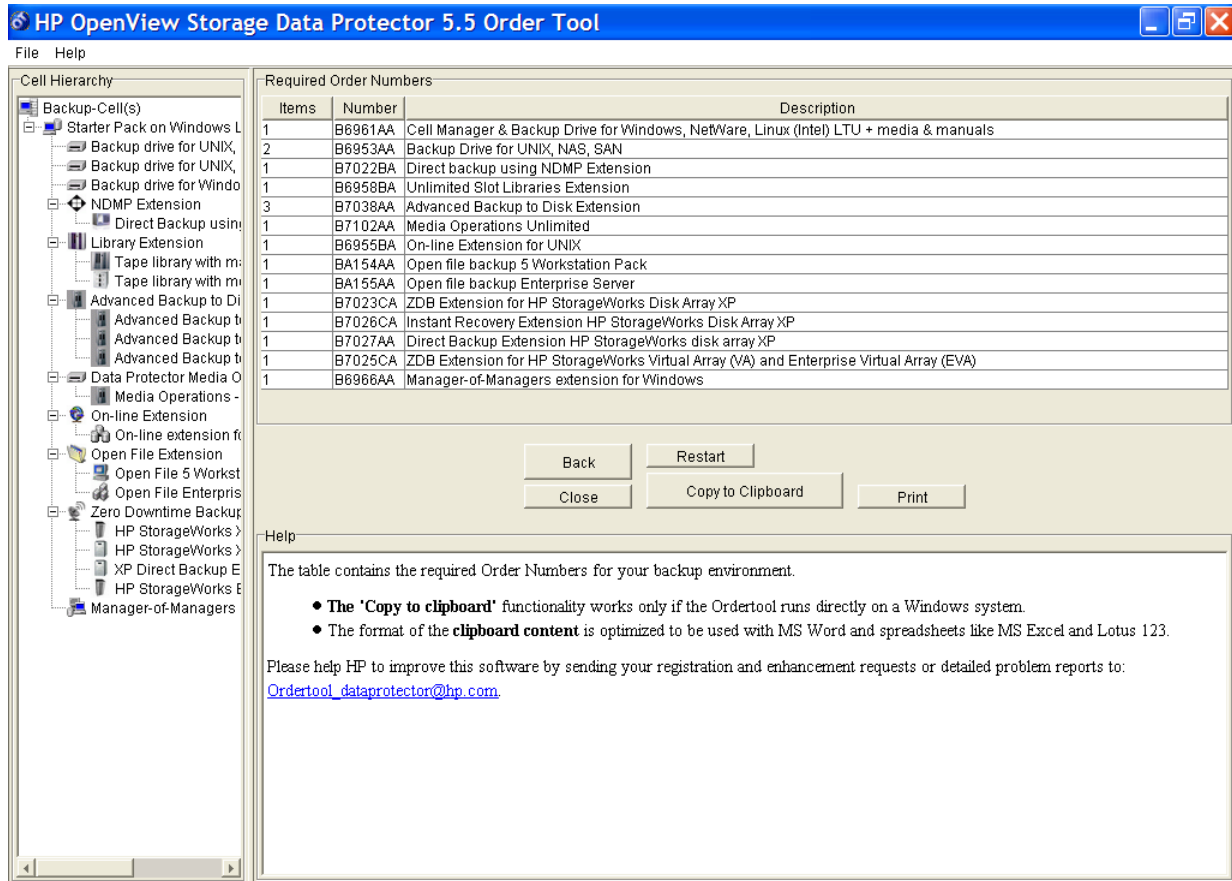 HP OpenView Storage Data Protector 5.5 Order Tool
File Help
Cell Hierarchy
Backup-Cell(s)
Starter Pack on Windows L
Backup drive for UNIX,
Backup drive for UNIX,
Backup drive for Windo
NDMP Extension
Direct Backup using
Library Extension
Tape library with ma
Tape library with mo
Advanced Backup to Di
Advanced Backup to
Advanced Backup to
Advanced Backup to
Data Protector Media O
Media Operations -
On-line Extension
On-line extension fo
Open File Extension
Open File 5 Workst
Open File Enterpris
Zero Downtime Backup
HP StorageWorks X
HP StorageWorks X
XP Direct Backup E
HP StorageWorks E
Manager-of-Managers
Required Order Numbers
Items Number Description
1 B6961AA Cell Manager & Backup Drive for Windows, NetWare, Linux (Intel) LTU + media & manuals
2 B6953AA Backup Drive for UNIX, NAS, SAN
1 B7022BA Direct backup using NDMP Extension
1 B6958BA Unlimited Slot Libraries Extension
3 B7038AA Advanced Backup to Disk Extension
1 B7102AA Media Operations Unlimited
1 B6955BA On-line Extension for UNIX
1 BA154AA Open file backup 5 Workstation Pack
1 BA155AA Open file backup Enterprise Server
1 B7023CA ZDB Extension for HP StorageWorks Disk Array XP
1 B7026CA Instant Recovery Extension HP StorageWorks Disk Array XP
1 B7027AA Direct Backup Extension HP StorageWorks disk array XP
1 B7025CA ZDB Extension for HP StorageWorks Virtual Array (VA) and Enterprise Virtual Array (EVA)
1 B6966AA Manager-of-Managers extension for Windows
Back Restart
Close Copy to Clipboard Print
Help
The table contains the required Order Numbers for your backup environment.
● The 'Copy to clipboard' functionality works only if the Ordertool runs directly on a Windows system.
● The format of the clipboard content is optimized to be used with MS Word and spreadsheets like MS Excel and Lotus 123.
Please help HP to improve this software by sending your registration and enhancement requests or detailed problem reports to:
Ordertool_dataprotector@hp.com.